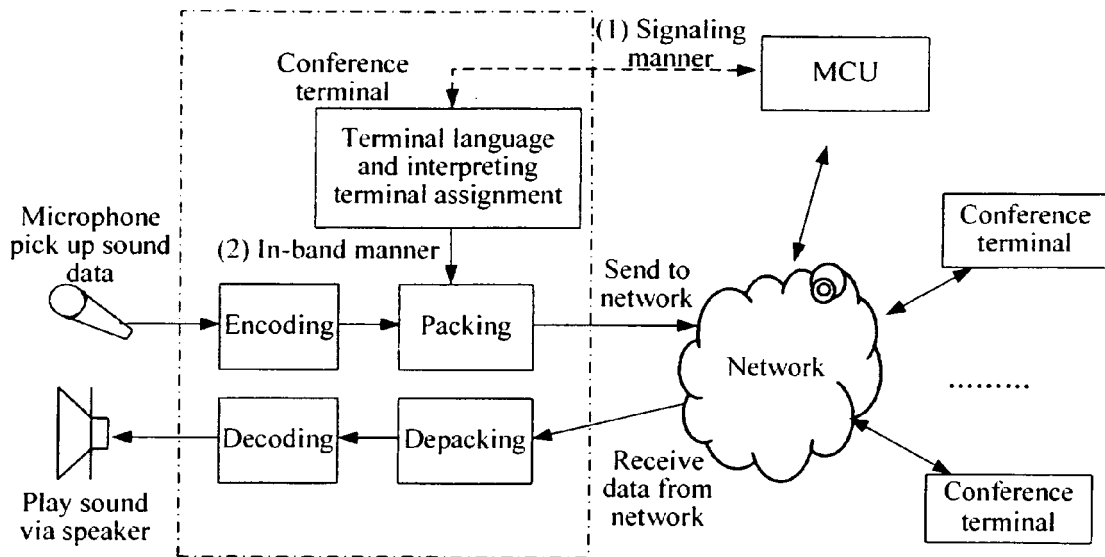 (1) Signaling
manner
MCU
Conference
terminal
Terminal language
and interpreting
terminal assignment
Microphone
pick up sound
data
(2) In-band manner
Conference
terminal
Send to
network
Encoding
Packing
Network
.........
Decoding
Depacking
Receive
data from
network
Play sound
via speaker
Conference
terminal